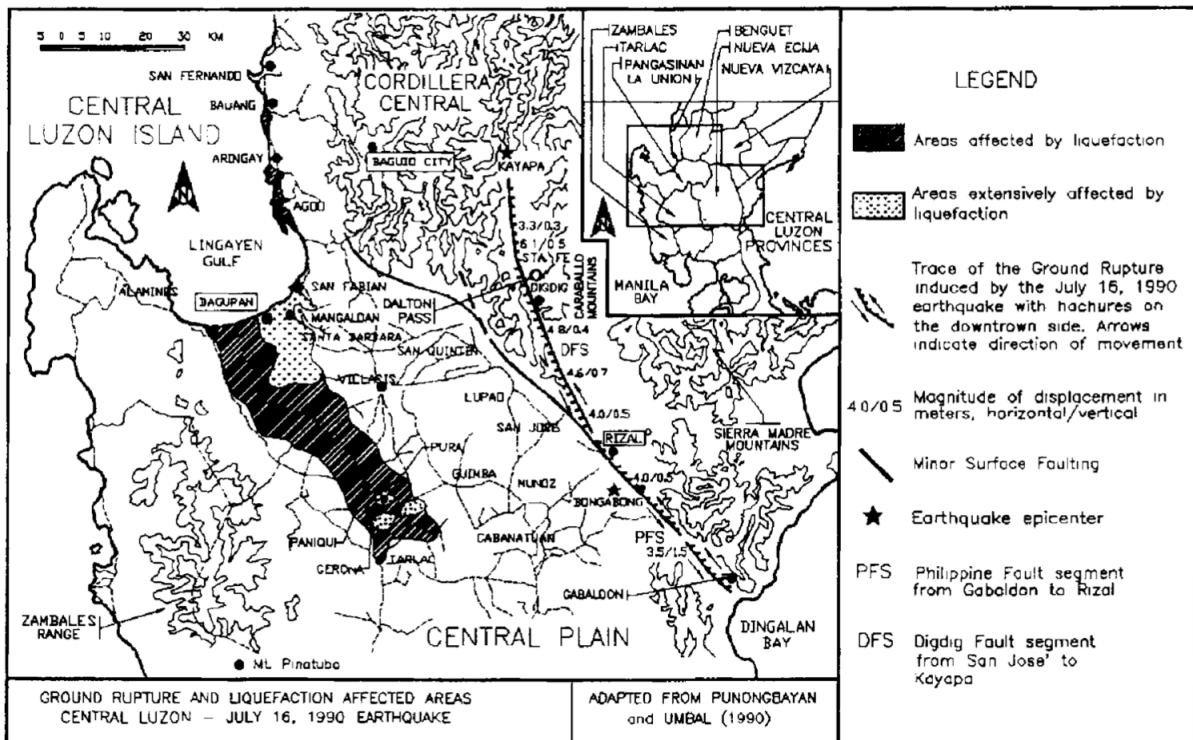 5 0 5 10 20 30 KM
SAN FERNANDO
CENTRAL
LUZON ISLAND
BAUANG
ARINGAY
AGOO
CORDILLERA
CENTRAL
BAGUIO CITY
KAYAPA
N
LINGAYEN
GULF
3.3/0.3
6.1/0.5
STA FE
DIGDIG
CARABALLO
MOUNTAINS
4.8/0.4
DFS
4.6/0.7
4.0/0.5
ALAMINES
DAGUPAN
SAN FABIAN
MANGALDAN
SANTA BARBARA
DALTON
PASS
SAN QUINTIN
VILLASIS
LUPAO
SAN JOSE
RIZAL
PURA
GUIMBA
MUNOZ
BONGABONG
4.0/0.5
PFS
3.5/1.5
CABANATUAN
PANIQUI
GERONA
TARLAC
GABALDON
ZAMBALES
RANGE
CENTRAL PLAIN
DINGALAN
BAY
Mt. Pinatubo
SIERRA MADRE
MOUNTAINS
ZAMBALES
TARLAC
PANGASINAN
LA UNION
BENGUET
NUEVA ECIJA
NUEVA VIZCAYA
N
CENTRAL
LUZON
PROVINCES
MANILA
BAY
GROUND RUPTURE AND LIQUEFACTION AFFECTED AREAS
CENTRAL LUZON – JULY 16, 1990 EARTHQUAKE
ADAPTED FROM PUNONGBAYAN
and UMBAL (1990)
LEGEND
Areas affected by liquefaction
Areas extensively affected by
liquefaction
Trace of the Ground Rupture
induced by the July 16, 1990
earthquake with hachures on
the downtrown side. Arrows
indicate direction of movement
4.0/0.5 Magnitude of displacement in
meters, horizontal/vertical
Minor Surface Faulting
Earthquake epicenter
PFS Philippine Fault segment
from Gabaldan to Rizal
DFS Digdig Fault segment
from San Jose' to
Kayapa